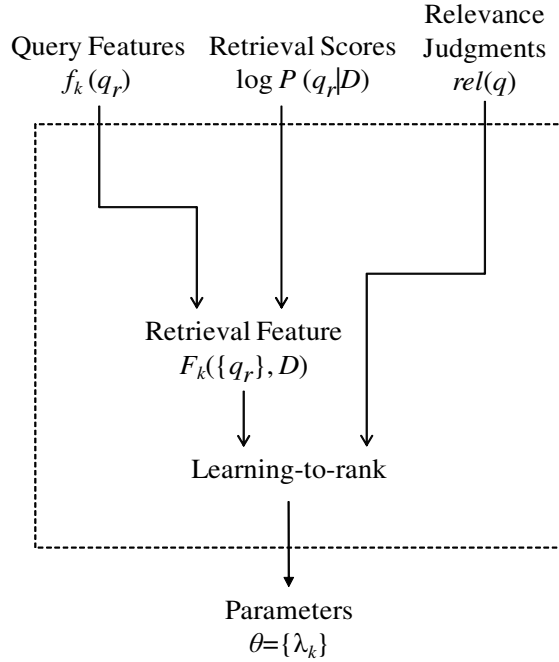 Query Features
f_k(q_r)
Retrieval Scores
log P (q_r|D)
Relevance
Judgments
rel(q)
Retrieval Feature
F_k({q_r}, D)
Learning-to-rank
Parameters
θ={λ_k}